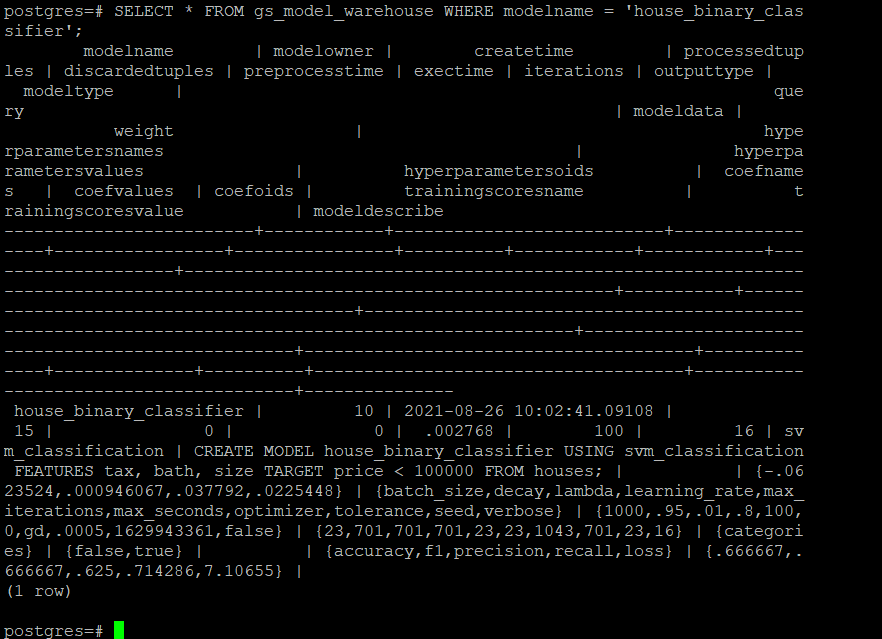 postgres=# SELECT * FROM gs_model_warehouse WHERE modelname = 'house_binary_clas
sifier';
        modelname        | modelowner |         createtime         | processedtup
les | discardedtuples | preprocesstime | exectime | iterations | outputtype |
  modeltype      |                                                           que
ry                                                           | modeldata |
           weight                  |                                        hype
rparametersnames                                         |               hyperpa
rametersvalues               |          hyperparametersoids          | coefname
s   |  coefvalues  | coefoids |         trainingscoresname          |          t
rainingscoresvalue           | modeldescribe
-------------------------+------------+----------------------------+-------------
----+-----------------+----------------+----------+------------+------------+---
-----------------+--------------------------------------------------------------
-------------------------------------------------------------+-----------+------
-----------------------------------+--------------------------------------------
---------------------------------------------------------+----------------------
-----------------------------+---------------------------------------+----------
----+--------------+----------+-------------------------------------+-----------
-----------------------------+---------------
 house_binary_classifier |         10 | 2021-08-26 10:02:41.09108 |
 15 |               0 |              0 |  .002768 |        100 |         16 | sv
m_classification | CREATE MODEL house_binary_classifier USING svm_classification
 FEATURES tax, bath, size TARGET price < 100000 FROM houses; |           | {-.06
23524,.000946067,.037792,.0225448} | {batch_size,decay,lambda,learning_rate,max_
iterations,max_seconds,optimizer,tolerance,seed,verbose} | {1000,.95,.01,.8,100,
0,gd,.0005,1629943361,false} | {23,701,701,701,23,23,1043,701,23,16} | {categori
es} | {false,true} |          | {accuracy,f1,precision,recall,loss} | {.666667,.
666667,.625,.714286,7.10655} |
(1 row)
postgres=#